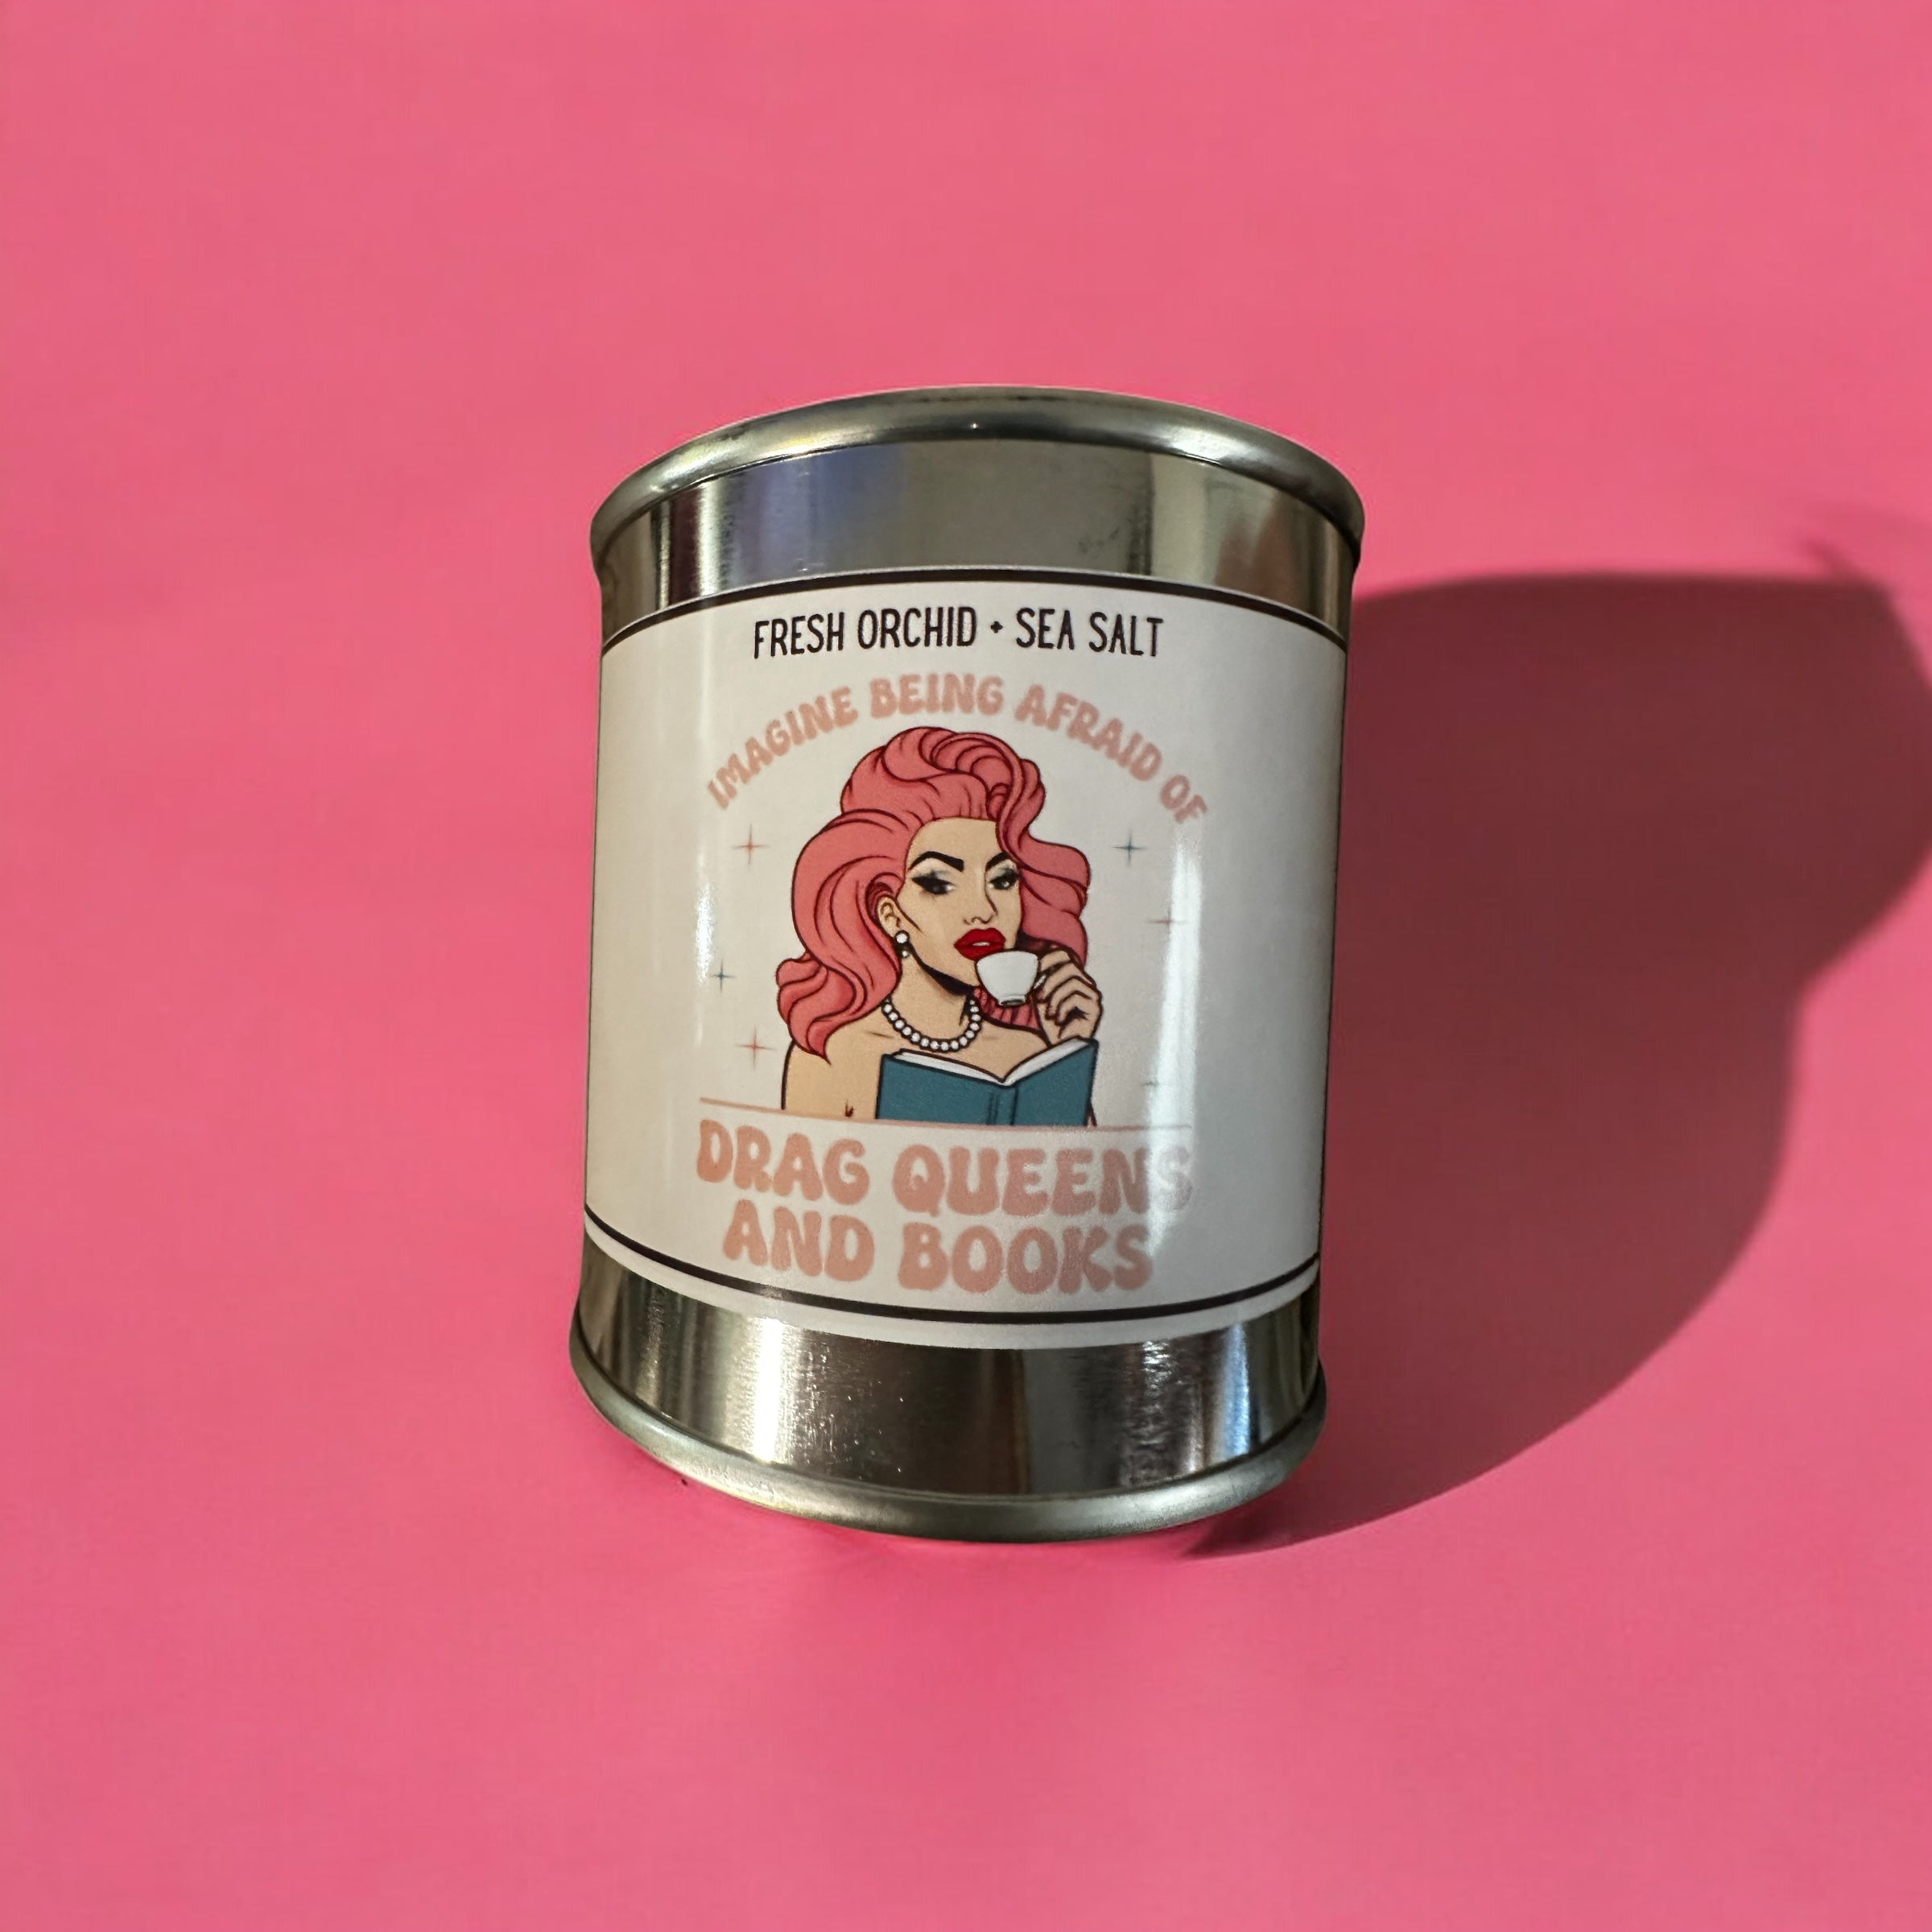 FRESH ORCHID • SEA SALT
IMAGINE BEING AFRAID OF
DRAG QUEENS
AND BOOKS